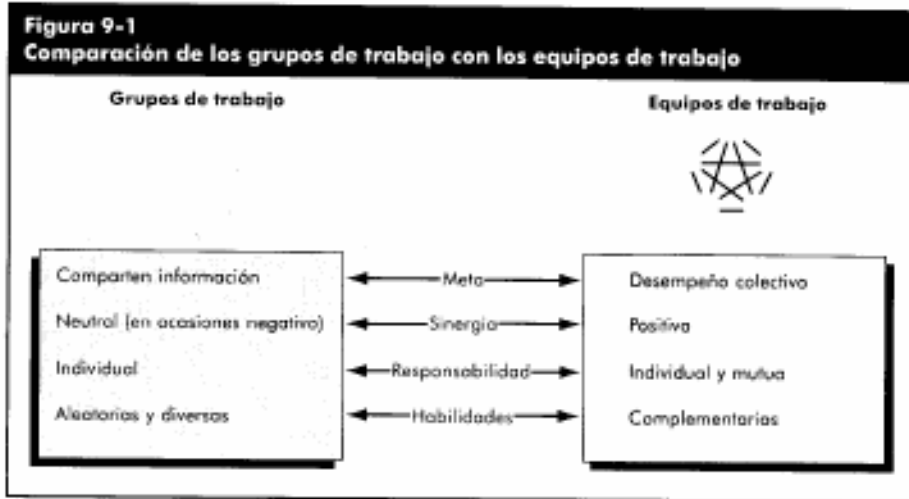 Figura 9-1
Comparación de los grupos de trabajo con los equipos de trabajo
Grupos de trabajo
Equipos de trabajo
Comparten información
Meta
Desempeño colectivo
Neutral (en ocasiones negativo)
Sinergia
Positiva
Individual
Responsabilidad
Individual y mutua
Aleatorias y diversas
Habilidades
Complementarias